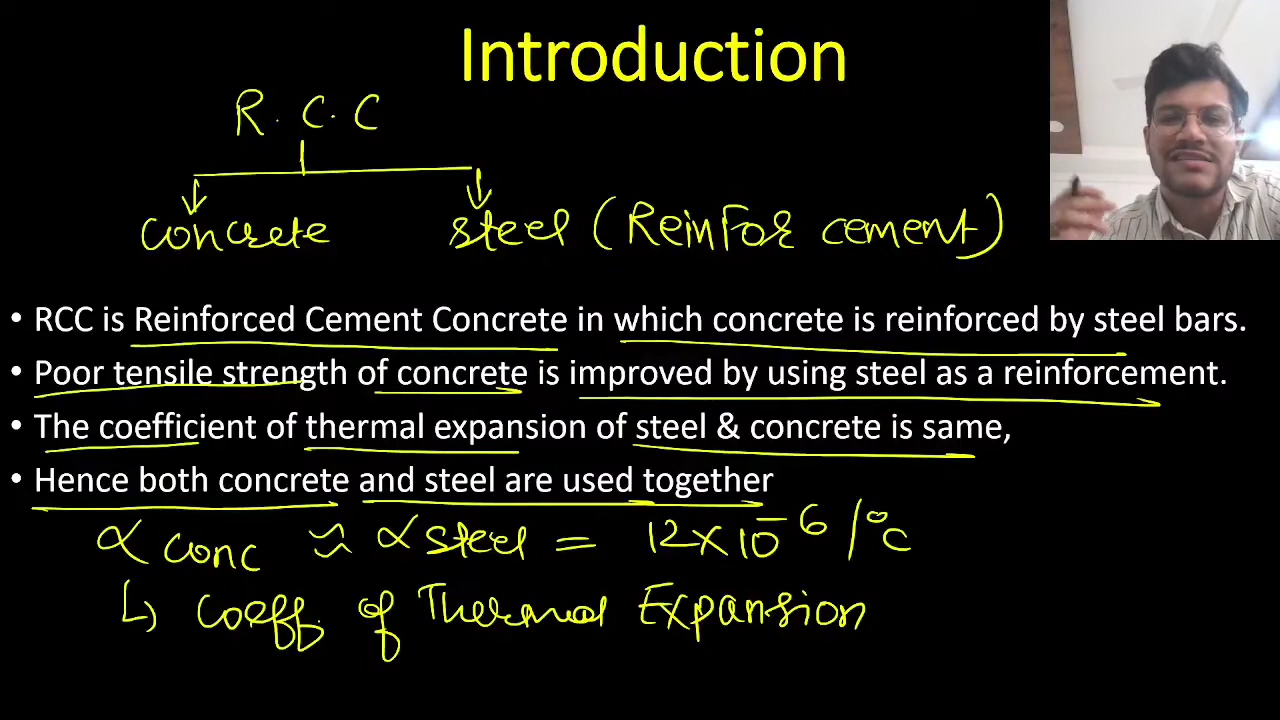 Introduction
R. C. C
concrete steel (Reinforcement)
• RCC is Reinforced Cement Concrete in which concrete is reinforced by steel bars.
• Poor tensile strength of concrete is improved by using steel as a reinforcement.
• The coefficient of thermal expansion of steel & concrete is same,
• Hence both concrete and steel are used together
∝ conc ≈ ∝ steel = 12×10⁻⁶ /°c
↳ coeff. of Thermal Expansion